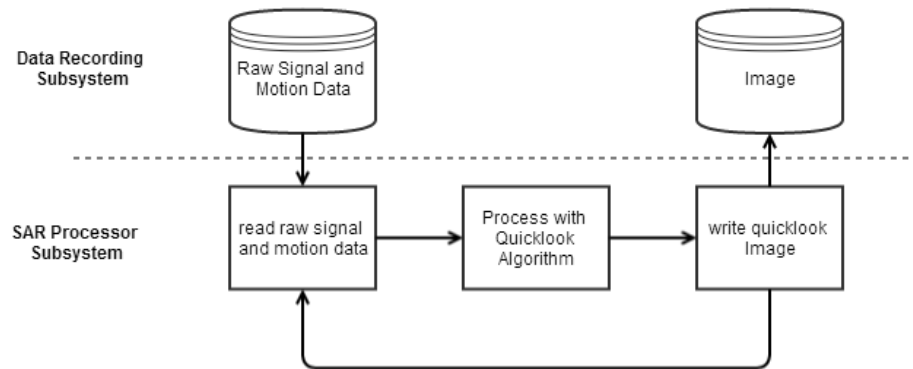 Data Recording
Subsystem
Raw Signal and
Motion Data
Image
SAR Processor
Subsystem
read raw signal
and motion data
Process with
Quicklook
Algorithm
write quicklook
Image